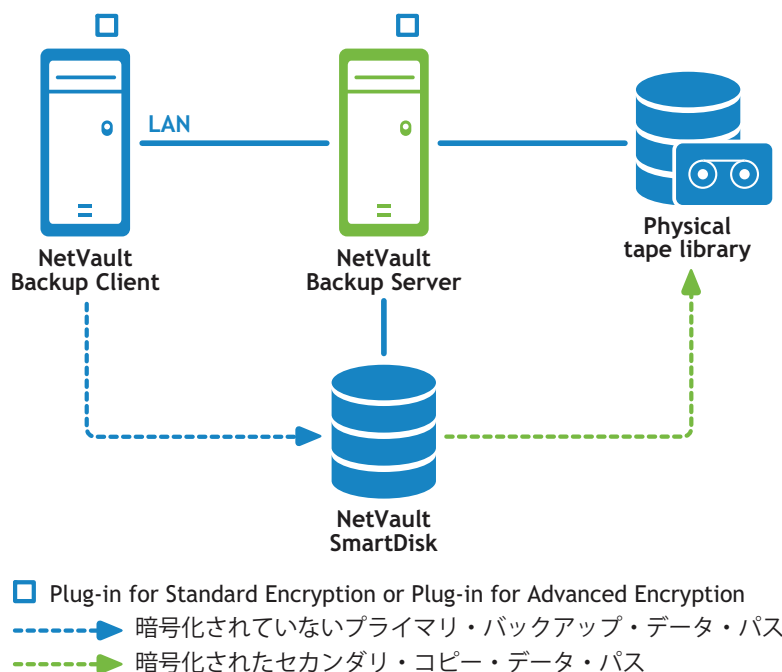 LAN
NetVault
Backup Client
NetVault
Backup Server
Physical
tape library
NetVault
SmartDisk
Plug-in for Standard Encryption or Plug-in for Advanced Encryption
暗号化されていないプライマリ・バックアップ・データ・パス
暗号化されたセカンダリ・コピー・データ・パス